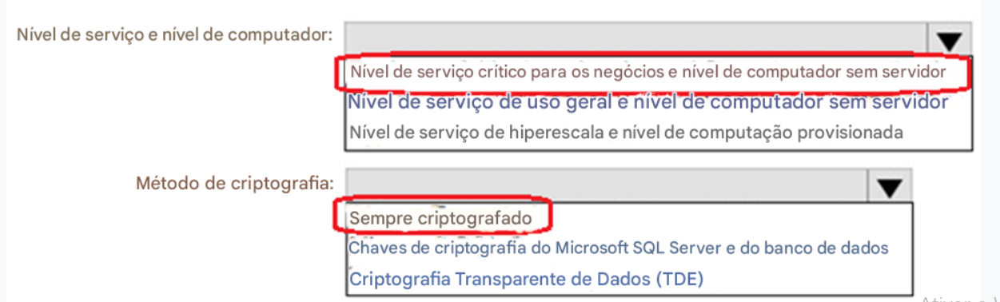 Nível de serviço e nível de computador:
Nível de serviço crítico para os negócios e nível de computador sem servidor
Nível de serviço de uso geral e nível de computador sem servidor
Nível de serviço de hiperescala e nível de computação provisionada
Método de criptografia:
Sempre criptografado
Chaves de criptografia do Microsoft SQL Server e do banco de dados
Criptografia Transparente de Dados (TDE)